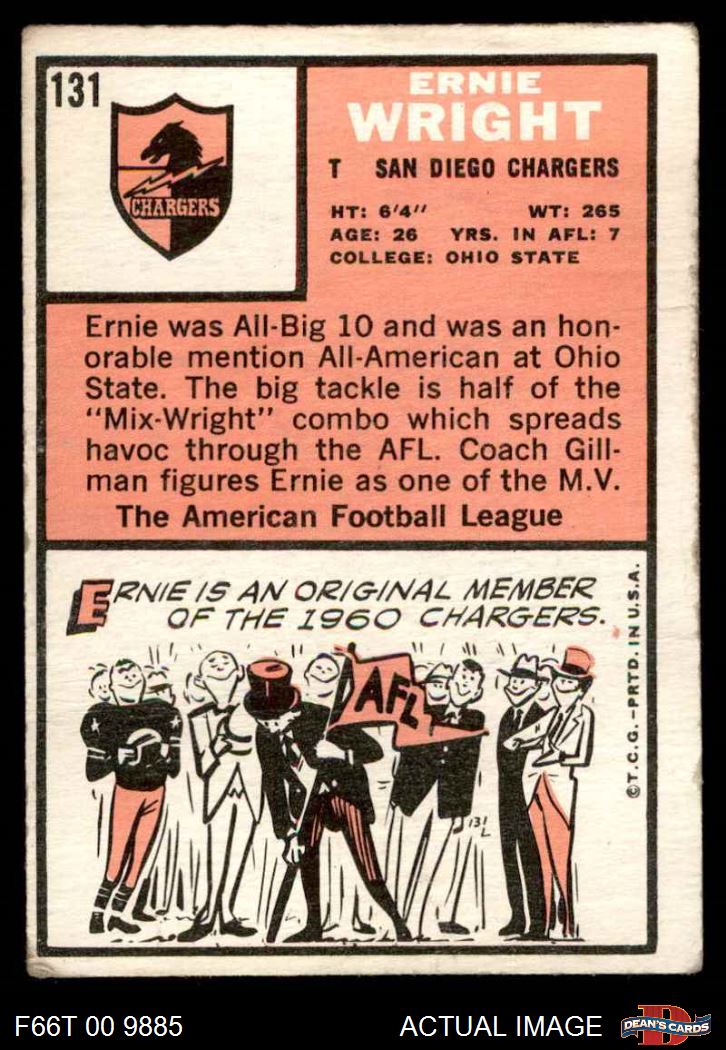 131
CHARGERS
ERNIE
WRIGHT
T SAN DIEGO CHARGERS
HT: 6'4" WT: 265
AGE: 26 YRS. IN AFL: 7
COLLEGE: OHIO STATE
Ernie was All-Big 10 and was an hon-
orable mention All-American at Ohio
State. The big tackle is half of the
"Mix-Wright" combo which spreads
havoc through the AFL. Coach Gill-
man figures Ernie as one of the M.V.
The American Football League
ERNIE IS AN ORIGINAL MEMBER
OF THE 1960 CHARGERS.
AFL
131
L
©T.C.G.–PRTD. IN U.S.A.
F66T 00 9885 ACTUAL IMAGE
D
DEAN'S CARDS